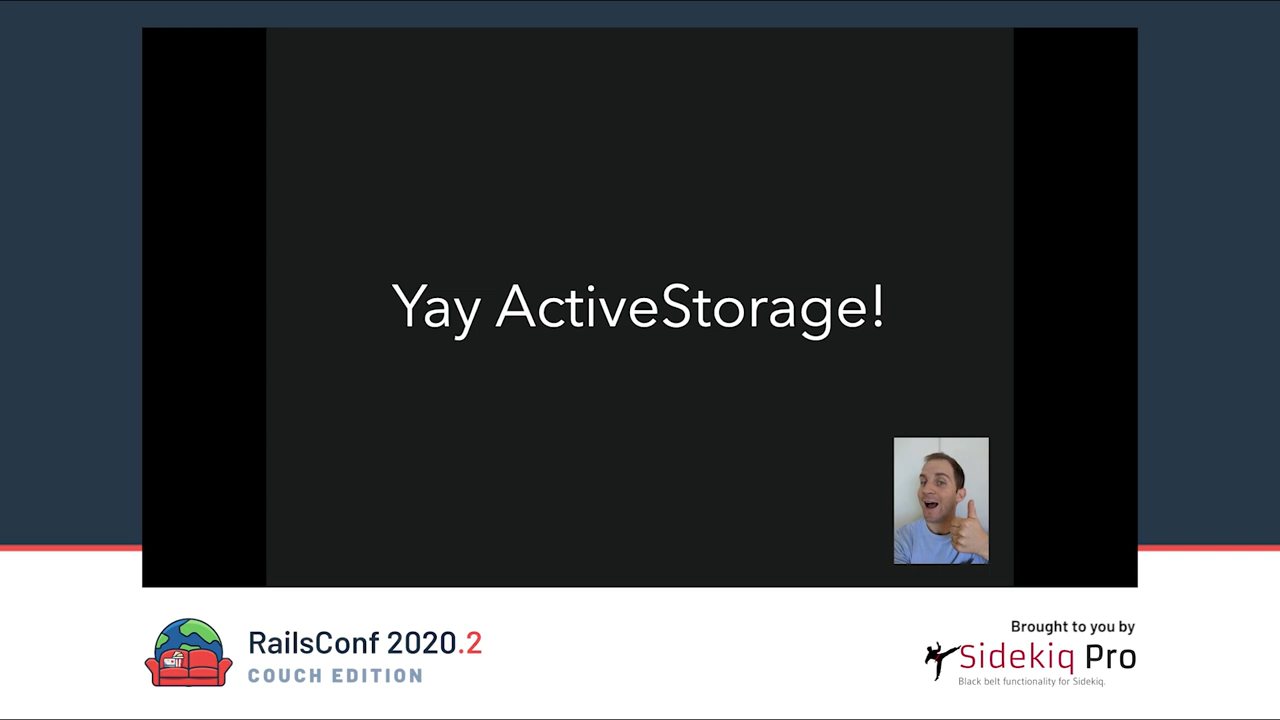 Yay ActiveStorage!
RailsConf 2020.2
COUCH EDITION
Brought to you by
Sidekiq Pro
Black belt functionality for Sidekiq.